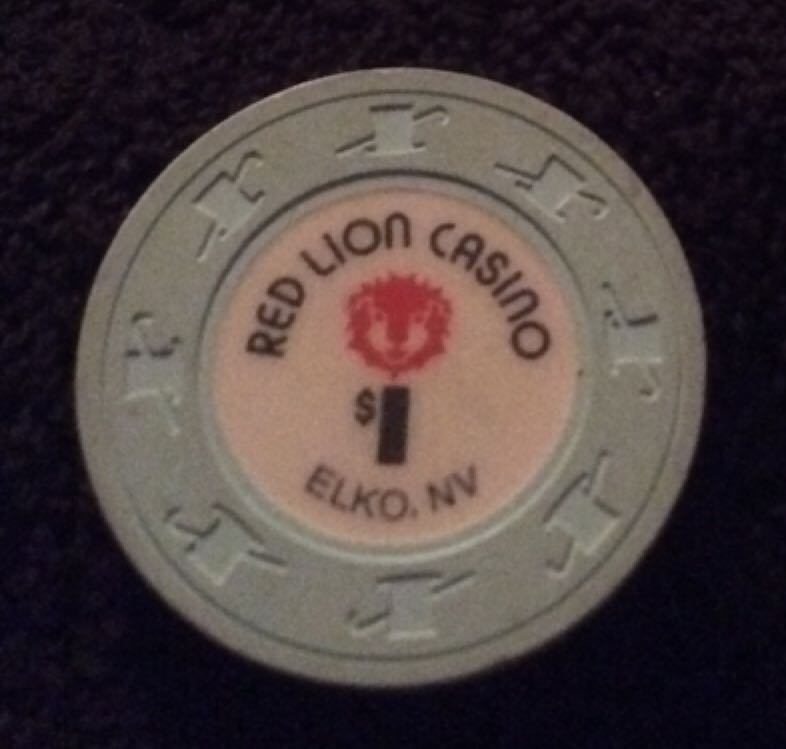 RED LION CASINO
$1
ELKO, NV